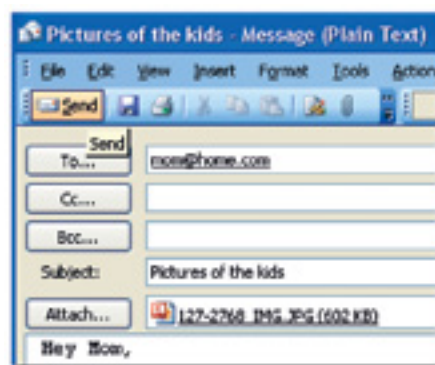 Pictures of the kids - Message (Plain Text)
File Edit View Insert Format Tools Action
Send
Send
To... mom@home.com
Cc...
Bcc...
Subject: Pictures of the kids
Attach... 127-2768_IMG.JPG (602 KB)
Hey Mom,